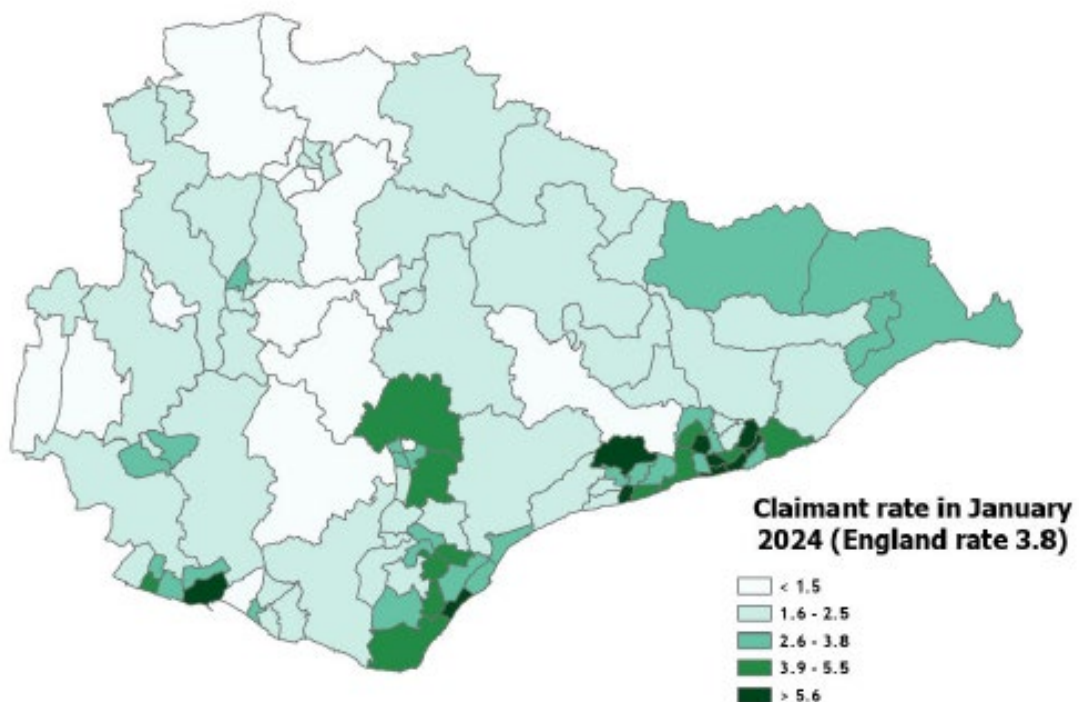 Claimant rate in January
2024 (England rate 3.8)
< 1.5
1.6 - 2.5
2.6 - 3.8
3.9 - 5.5
> 5.6